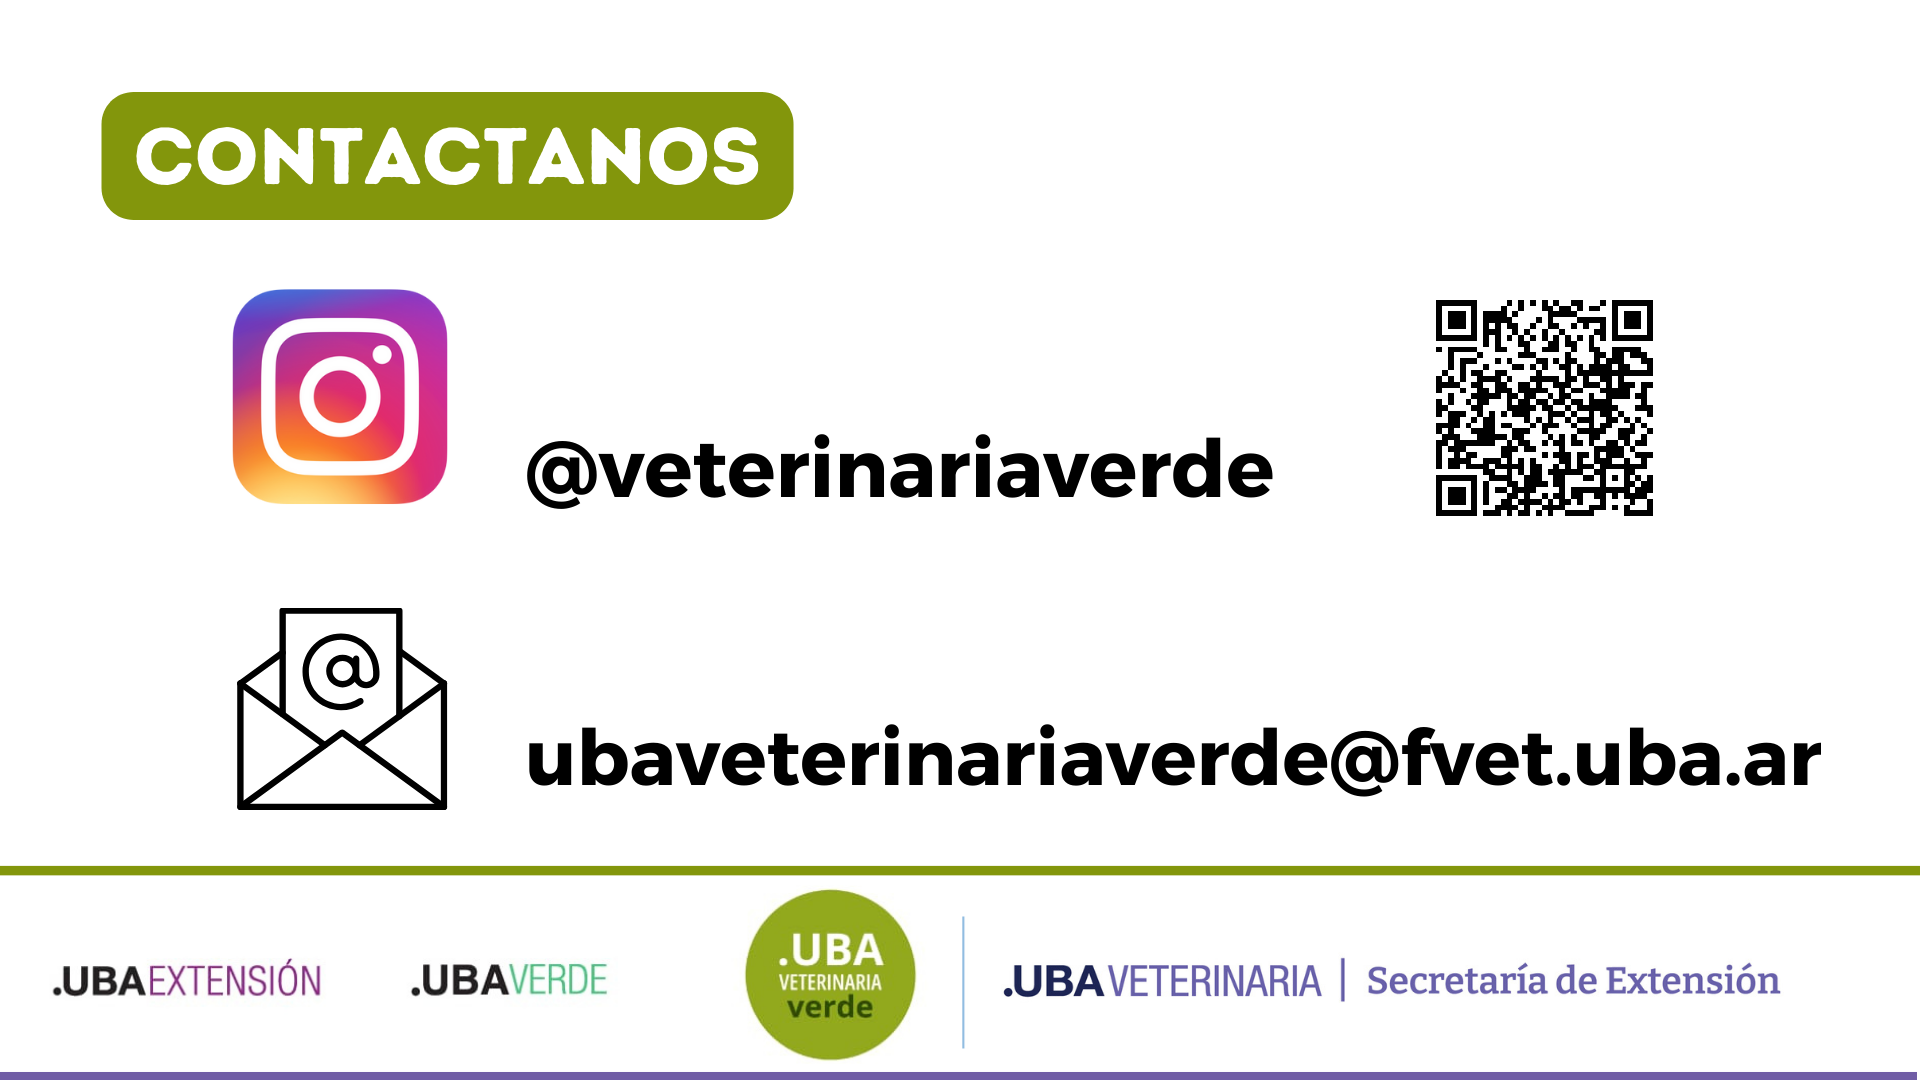 CONTACTANOS
@veterinariaverde
@
ubaveterinariaverde@fvet.uba.ar
.UBAEXTENSIÓN
.UBAVERDE
.UBA
VETERINARIA
verde
.UBAVETERINARIA | Secretaría de Extensión